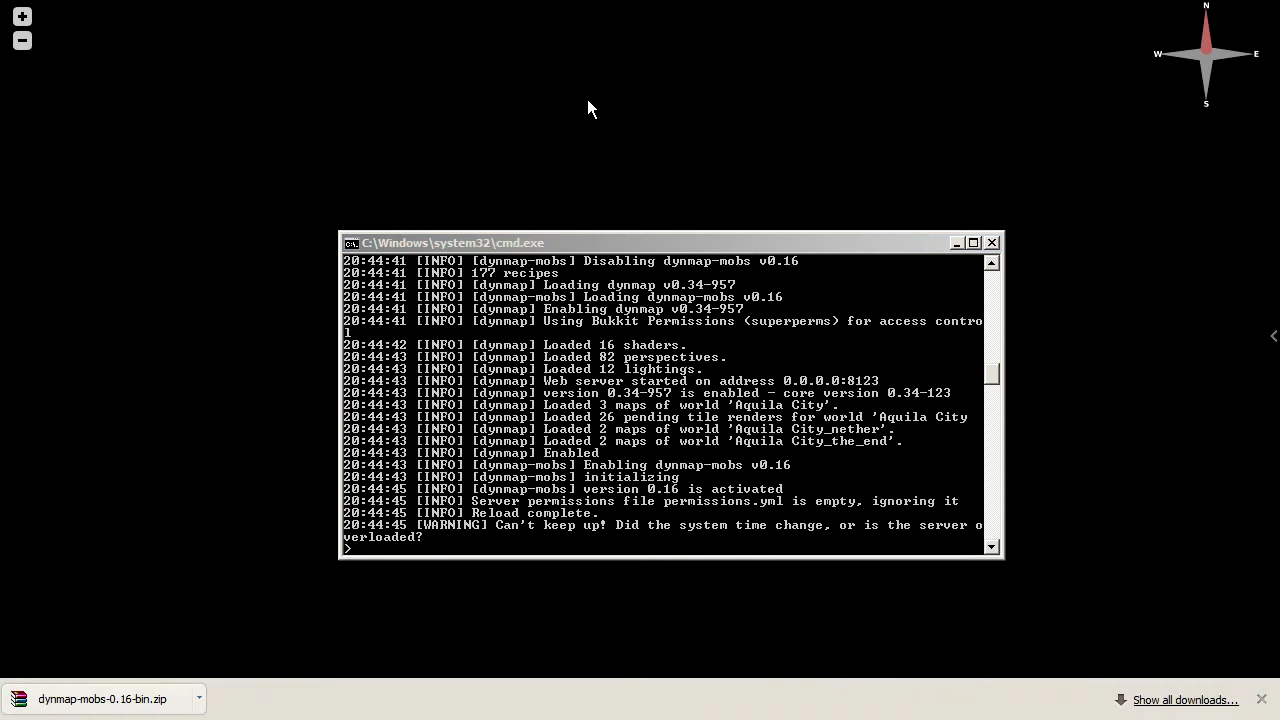 +
−
N
W E
S
C:\Windows\system32\cmd.exe
20:44:41 [INFO] [dynmap-mobs] Disabling dynmap-mobs v0.16
20:44:41 [INFO] 177 recipes
20:44:41 [INFO] [dynmap] Loading dynmap v0.34-957
20:44:41 [INFO] [dynmap-mobs] Loading dynmap-mobs v0.16
20:44:41 [INFO] [dynmap] Enabling dynmap v0.34-957
20:44:41 [INFO] [dynmap] Using Bukkit Permissions (superperms) for access contro
l
20:44:42 [INFO] [dynmap] Loaded 16 shaders.
20:44:43 [INFO] [dynmap] Loaded 82 perspectives.
20:44:43 [INFO] [dynmap] Loaded 12 lightings.
20:44:43 [INFO] [dynmap] Web server started on address 0.0.0.0:8123
20:44:43 [INFO] [dynmap] version 0.34-957 is enabled - core version 0.34-123
20:44:43 [INFO] [dynmap] Loaded 3 maps of world 'Aquila City'.
20:44:43 [INFO] [dynmap] Loaded 26 pending tile renders for world 'Aquila City
20:44:43 [INFO] [dynmap] Loaded 2 maps of world 'Aquila City_nether'.
20:44:43 [INFO] [dynmap] Loaded 2 maps of world 'Aquila City_the_end'.
20:44:43 [INFO] [dynmap] Enabled
20:44:43 [INFO] [dynmap-mobs] Enabling dynmap-mobs v0.16
20:44:43 [INFO] [dynmap-mobs] initializing
20:44:45 [INFO] [dynmap-mobs] version 0.16 is activated
20:44:45 [INFO] Server permissions file permissions.yml is empty, ignoring it
20:44:45 [INFO] Reload complete.
20:44:45 [WARNING] Can't keep up! Did the system time change, or is the server o
verloaded?
>
dynmap-mobs-0.16-bin.zip
Show all downloads...